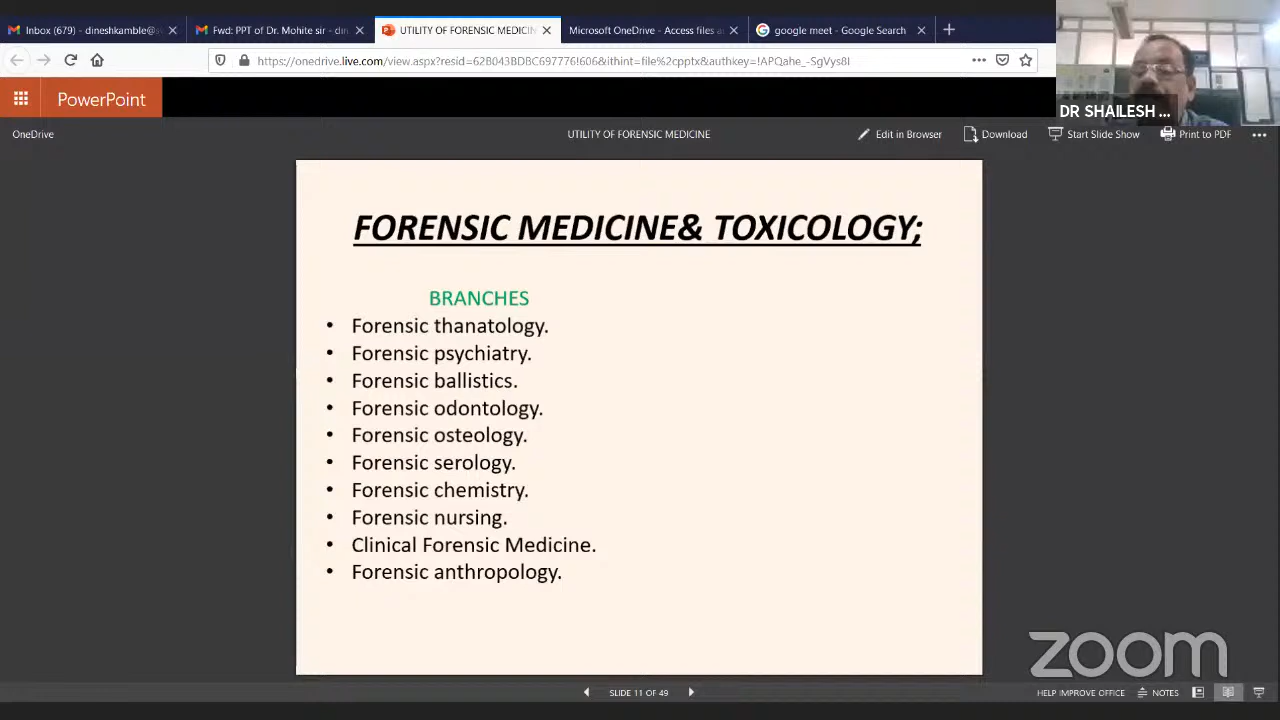 Inbox (679) - dineshkamble@s
Fwd: PPT of Dr. Mohite sir - din
UTILITY OF FORENSIC MEDICIN
Microsoft OneDrive - Access files a
google meet - Google Search
https://onedrive.live.com/view.aspx?resid=62B913BDBC697776!606&ithint=file%2cpptx&authkey=!APQahe_-SgVys8I
PowerPoint
DR SHAILESH ...
OneDrive
UTILITY OF FORENSIC MEDICINE
Edit in Browser
Download
Start Slide Show
Print to PDF
FORENSIC MEDICINE& TOXICOLOGY;
BRANCHES
• Forensic thanatology.
• Forensic psychiatry.
• Forensic ballistics.
• Forensic odontology.
• Forensic osteology.
• Forensic serology.
• Forensic chemistry.
• Forensic nursing.
• Clinical Forensic Medicine.
• Forensic anthropology.
zoom
SLIDE 11 OF 49
HELP IMPROVE OFFICE
NOTES